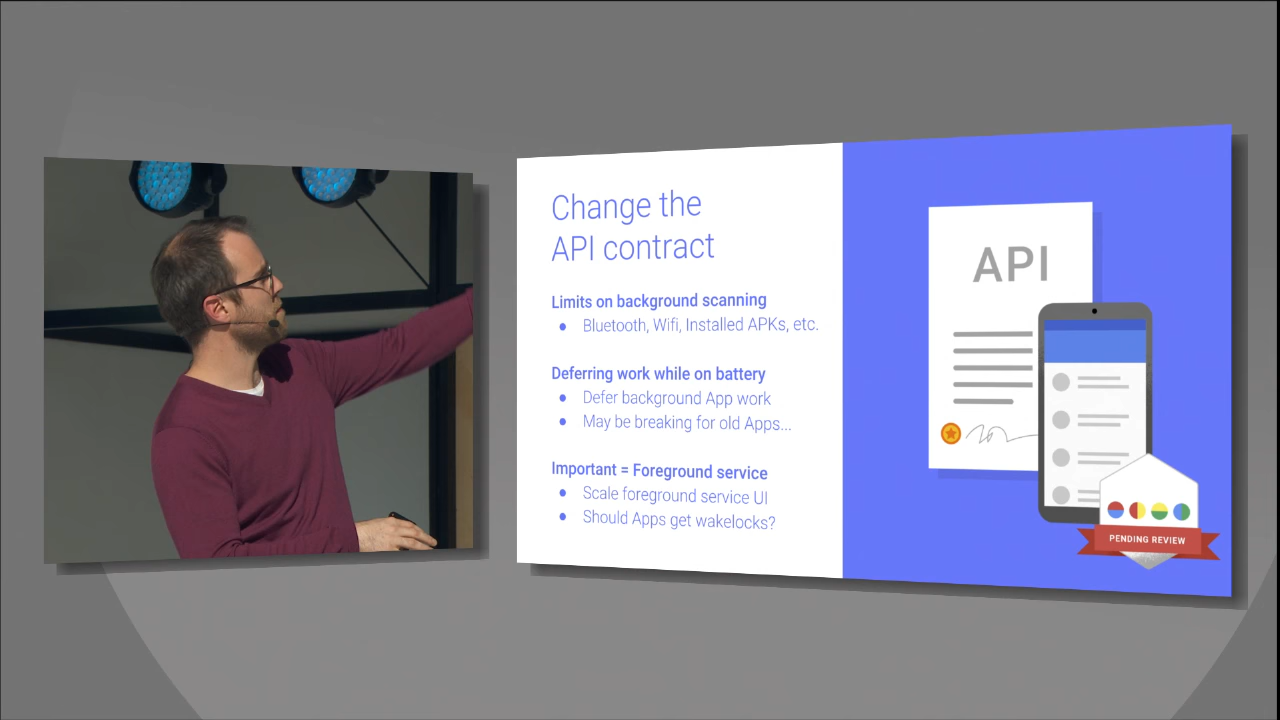 Change the
API contract
Limits on background scanning
● Bluetooth, Wifi, Installed APKs, etc.
Deferring work while on battery
● Defer background App work
● May be breaking for old Apps...
Important = Foreground service
● Scale foreground service UI
● Should Apps get wakelocks?
API
PENDING REVIEW